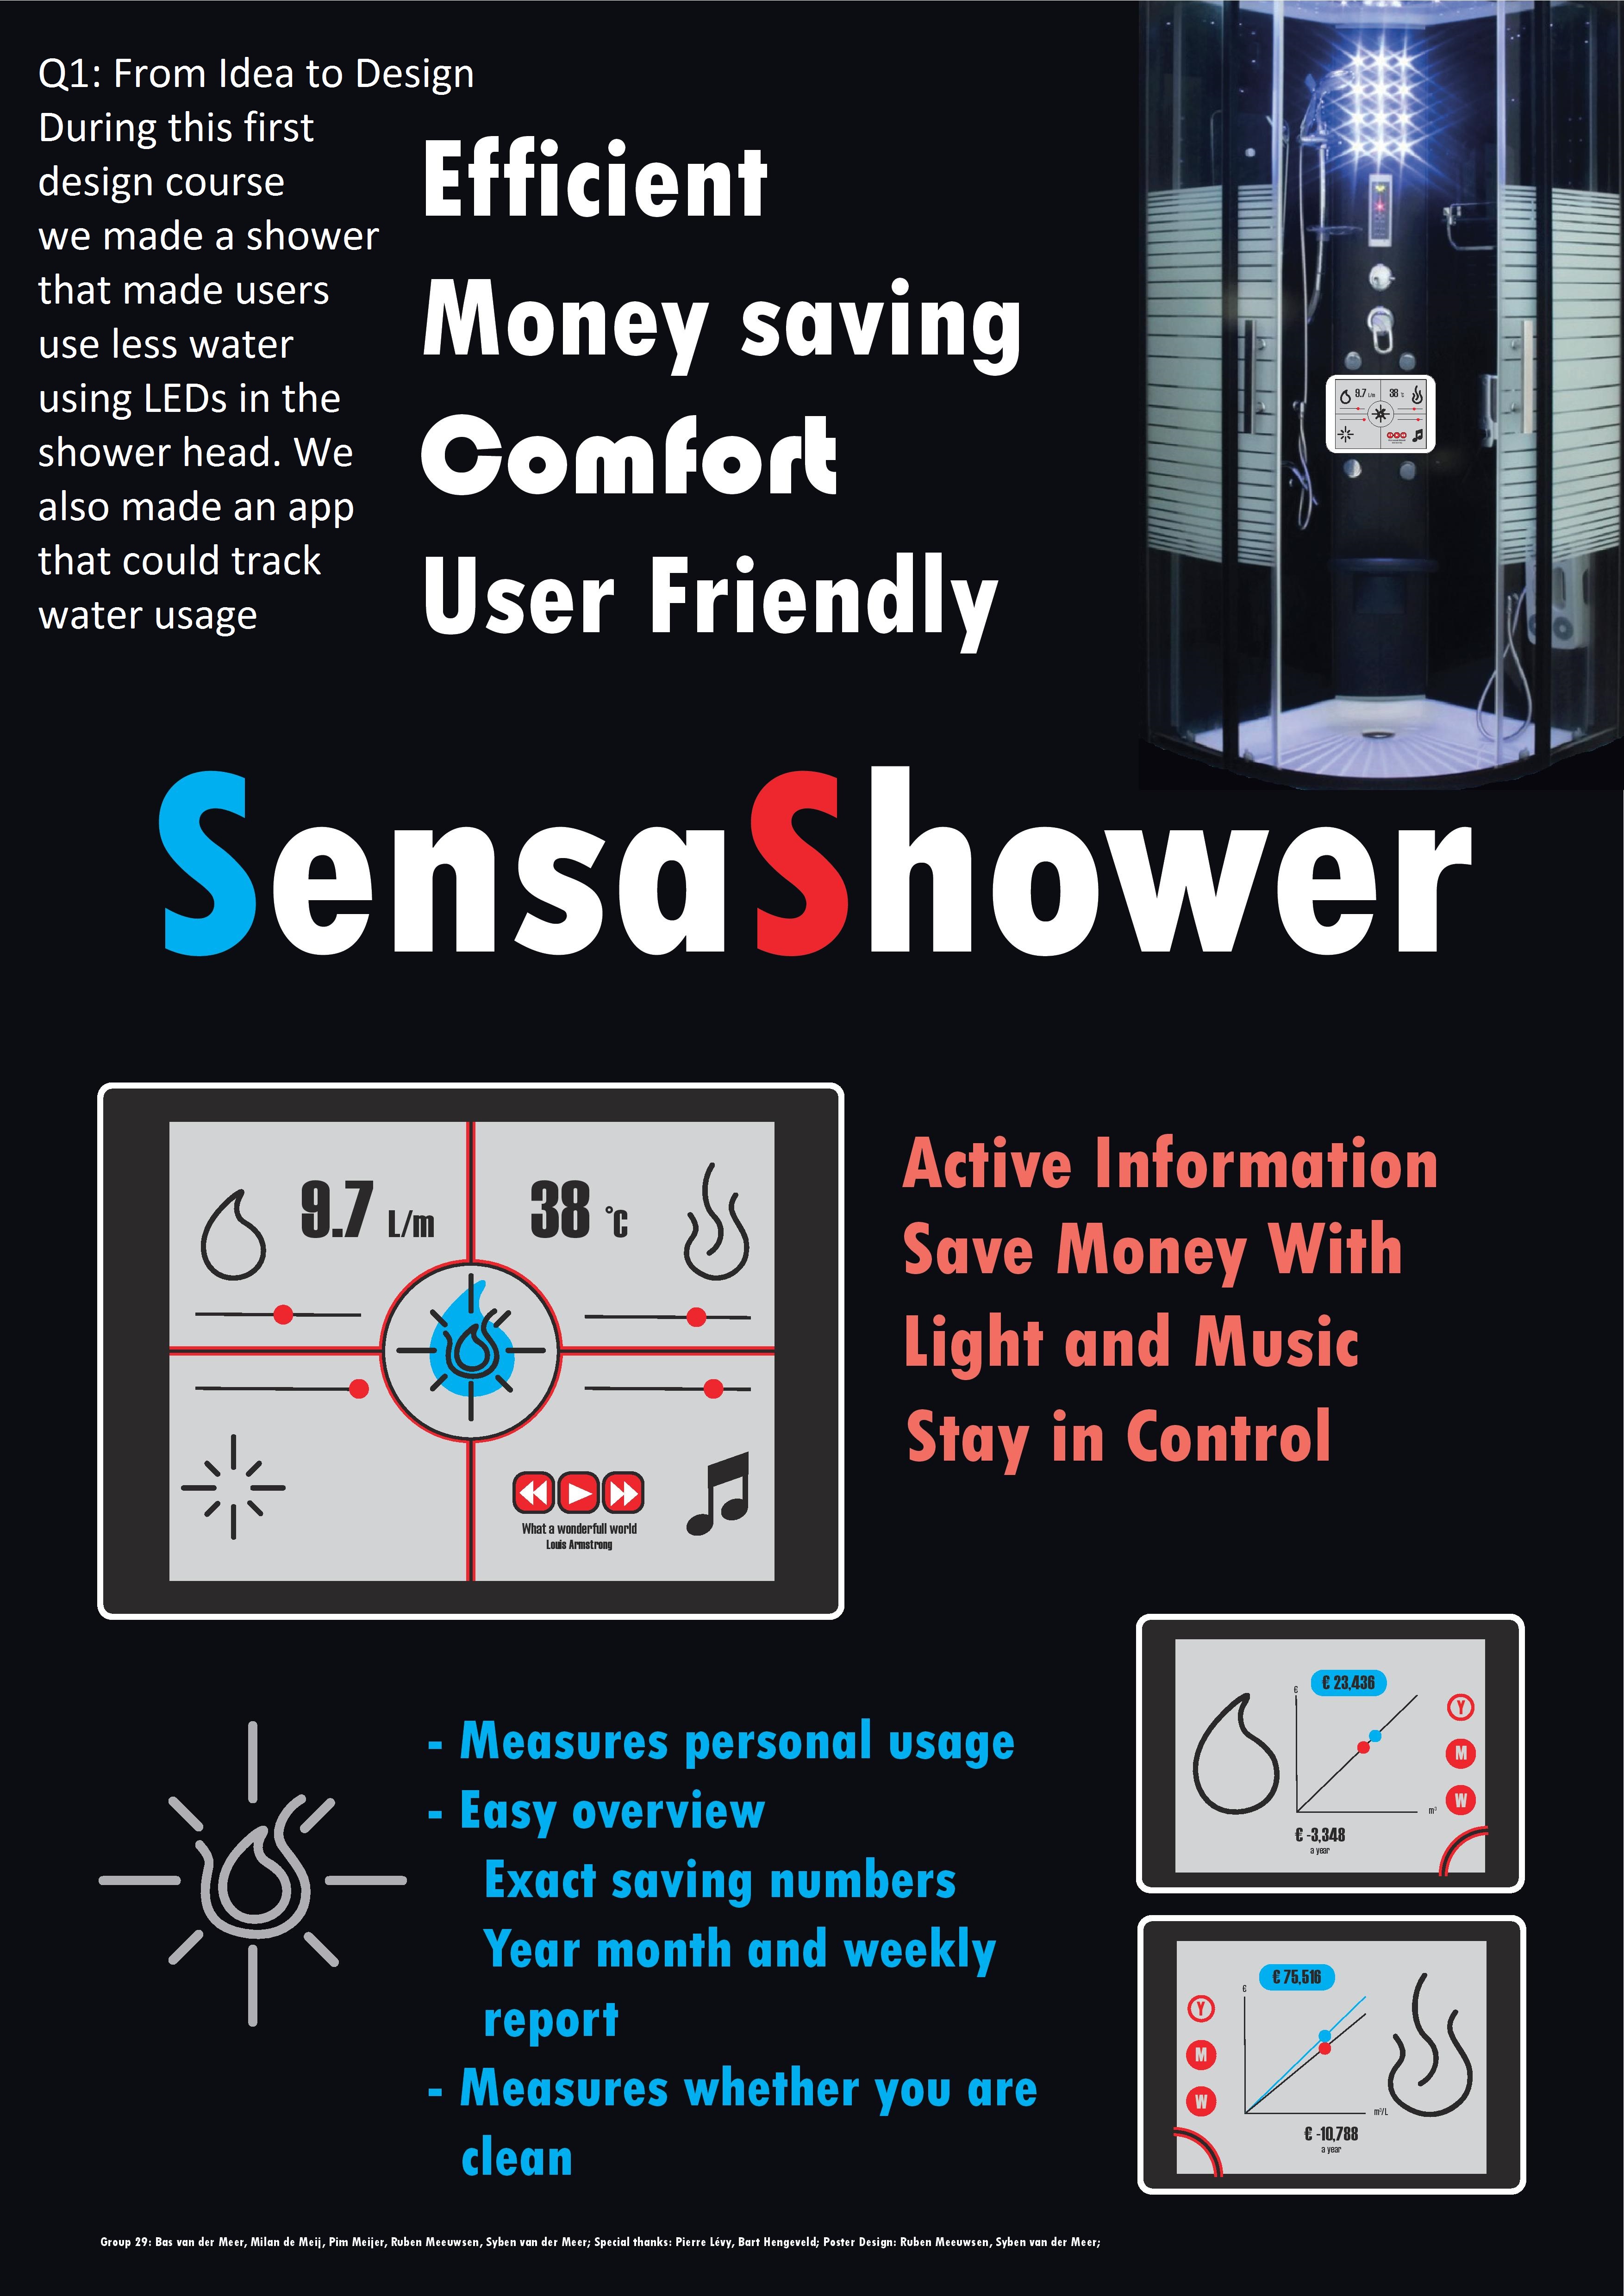 Q1: From Idea to Design
During this first
design course
we made a shower
that made users
use less water
using LEDs in the
shower head. We
also made an app
that could track
water usage
Efficient
Money saving
Comfort
User Friendly
9.7 L/m 38 °C
SensaShower
9.7 L/m
38 °C
What a wonderfull world
Louis Armstrong
Active Information
Save Money With
Light and Music
Stay in Control
- Measures personal usage
- Easy overview
Exact saving numbers
Year month and weekly
report
- Measures whether you are
clean
€ 23,436
€
Y
M
W
m³
€ -3,348
a year
€ 75,516
€
Y
M
W
m³/L
€ -10,788
a year
Group 29: Bas van der Meer, Milan de Meij, Pim Meijer, Ruben Meeuwsen, Syben van der Meer; Special thanks: Pierre Lévy, Bart Hengeveld; Poster Design: Ruben Meeuwsen, Syben van der Meer;